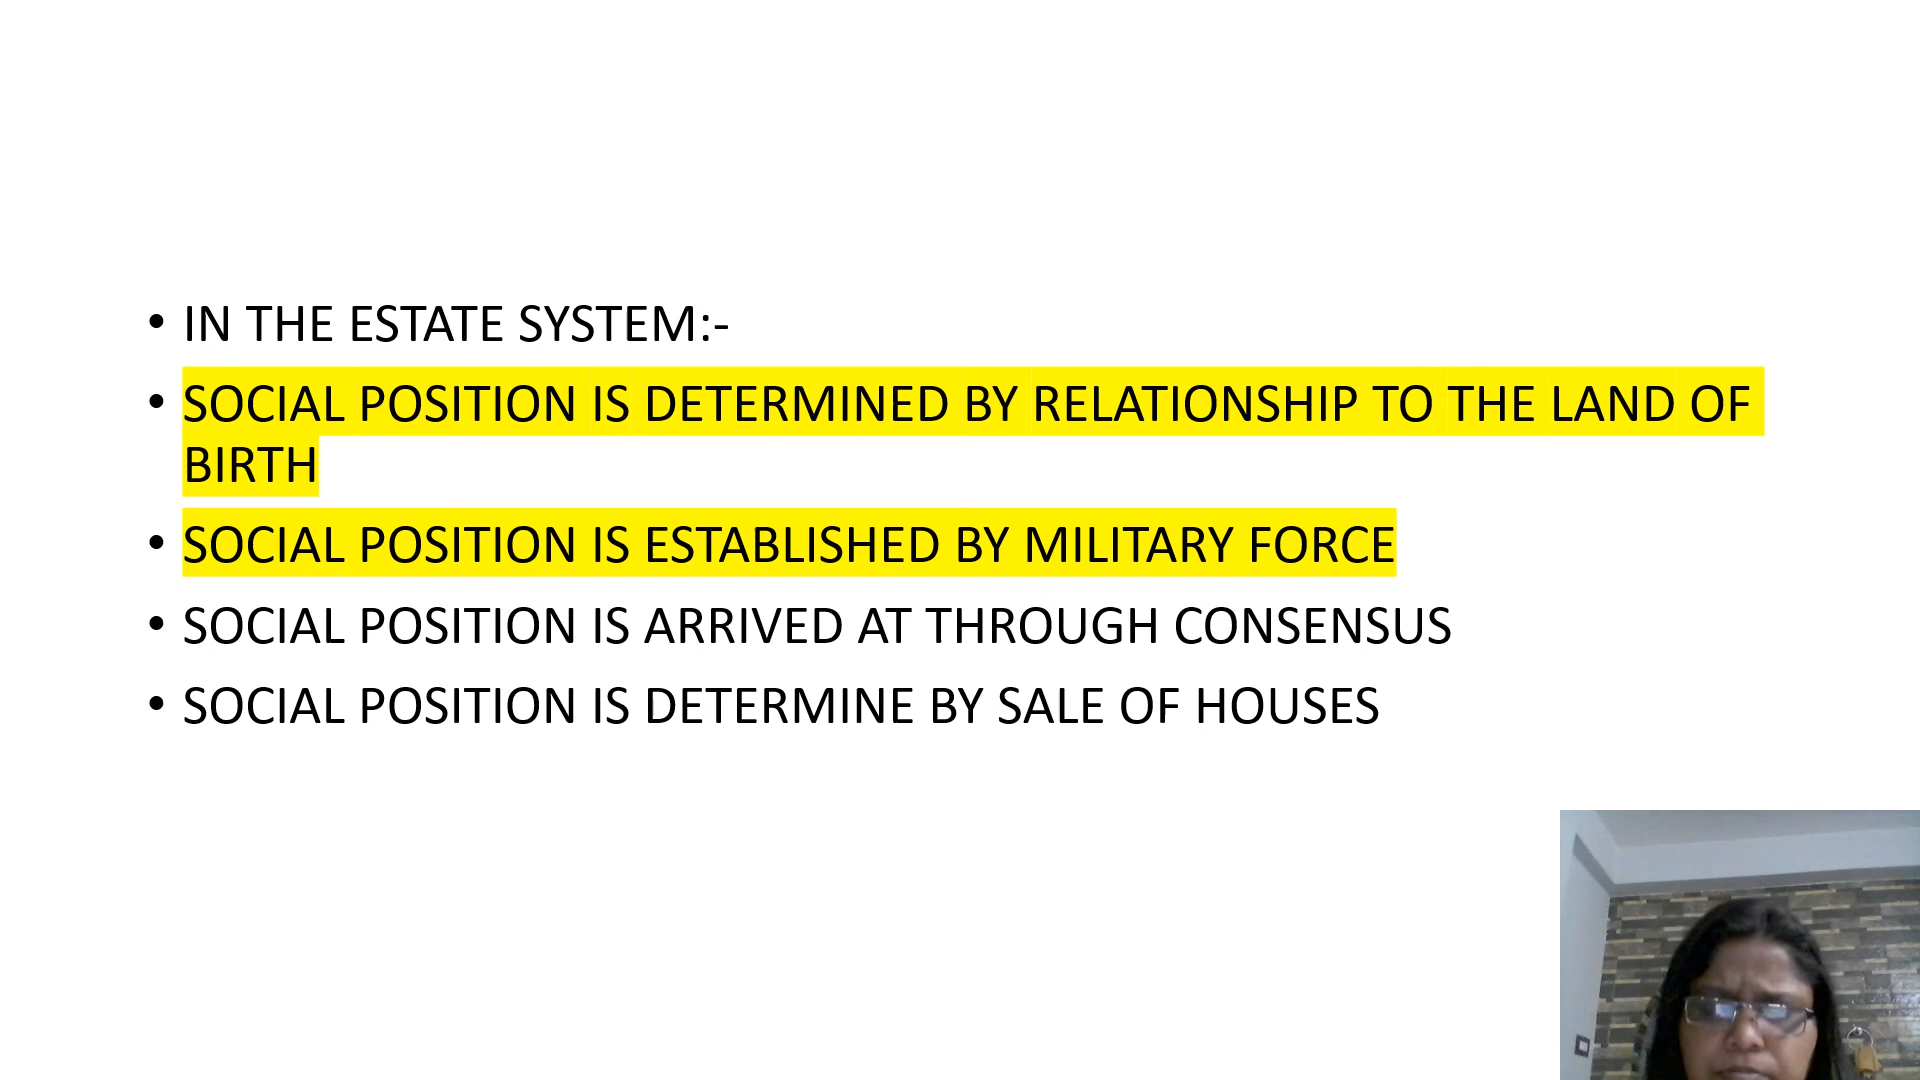 • IN THE ESTATE SYSTEM:-
• SOCIAL POSITION IS DETERMINED BY RELATIONSHIP TO THE LAND OF
BIRTH
• SOCIAL POSITION IS ESTABLISHED BY MILITARY FORCE
• SOCIAL POSITION IS ARRIVED AT THROUGH CONSENSUS
• SOCIAL POSITION IS DETERMINE BY SALE OF HOUSES